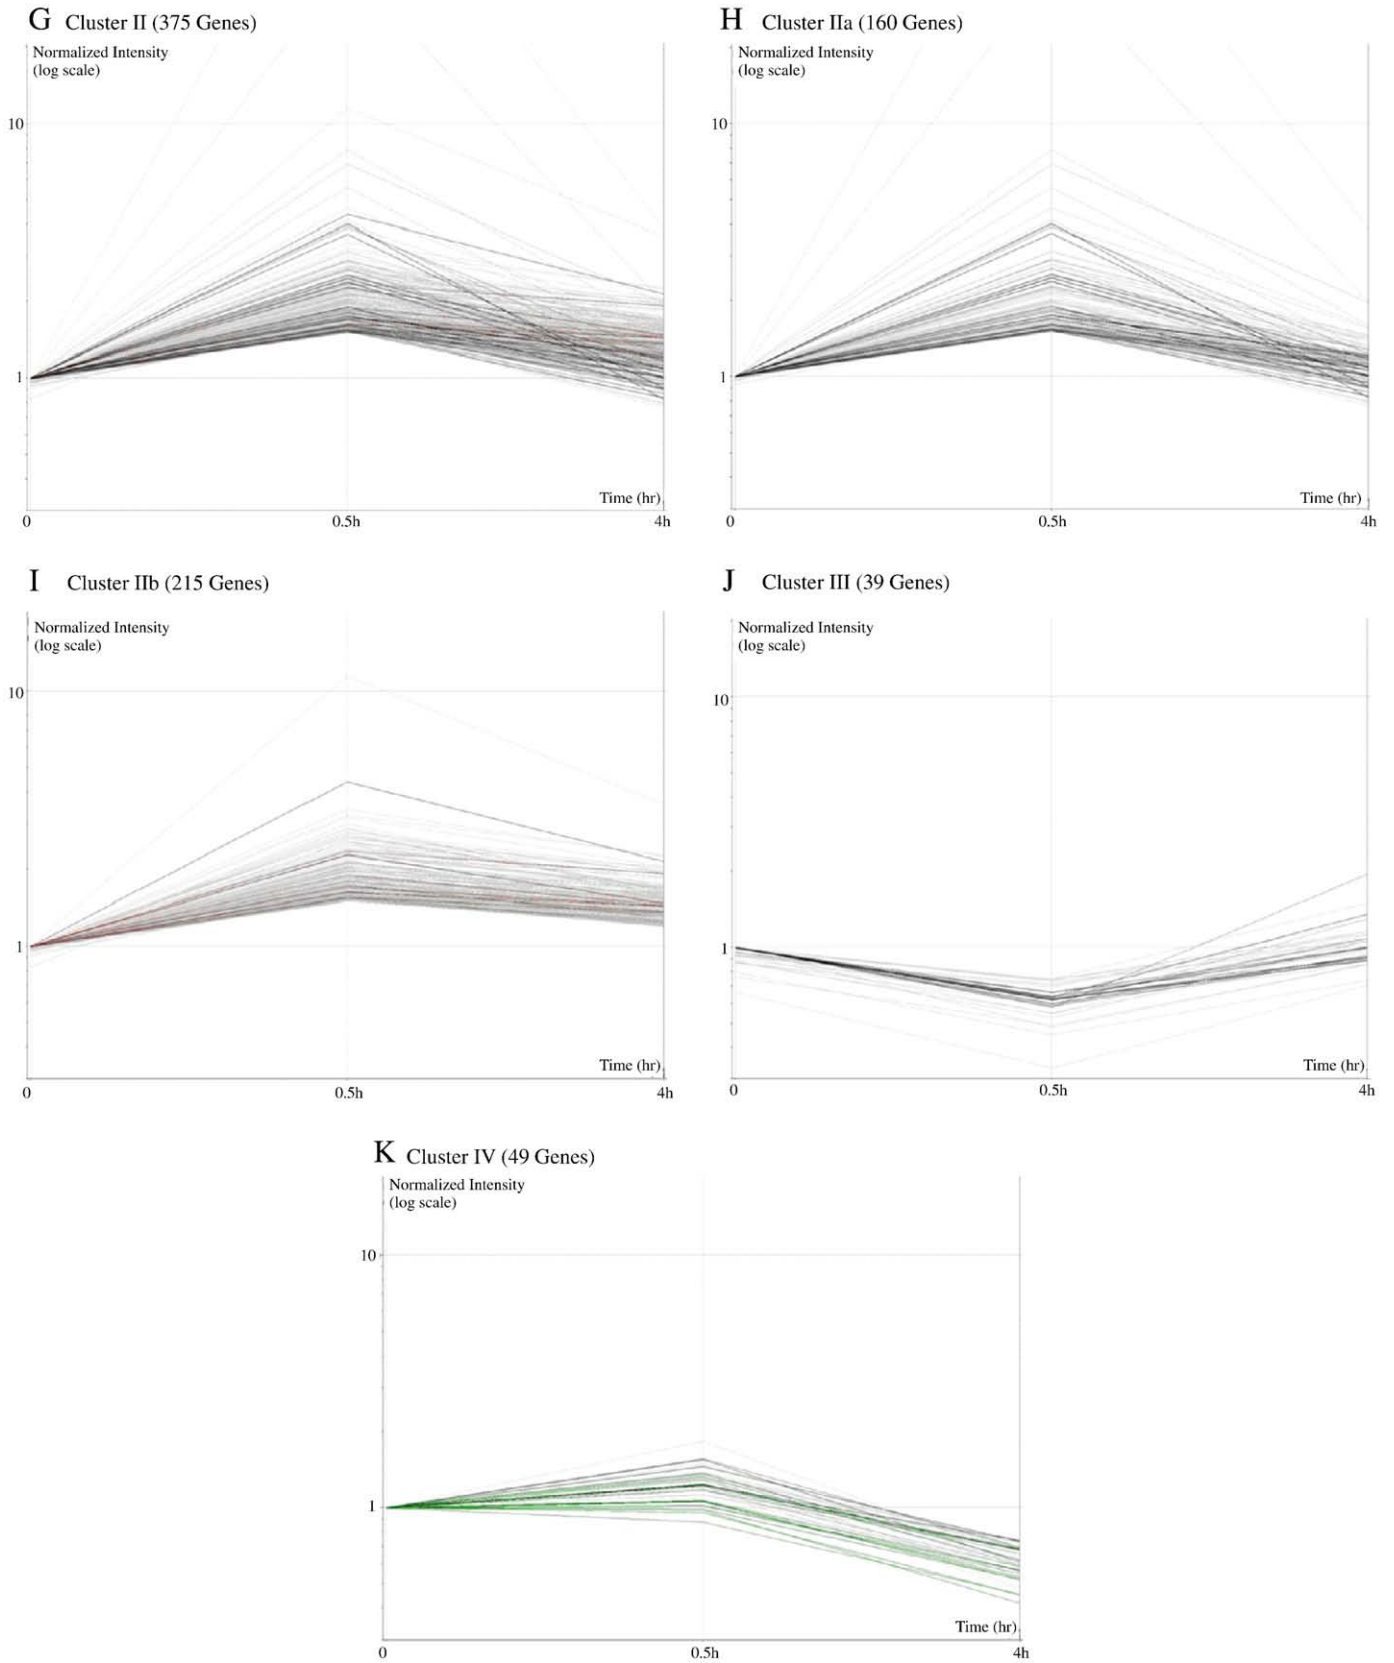 G Cluster II (375 Genes)
Normalized Intensity
(log scale)
10
1
Time (hr)
0 0.5h 4h
H Cluster IIa (160 Genes)
Normalized Intensity
(log scale)
10
1
Time (hr)
0 0.5h 4h
I Cluster IIb (215 Genes)
Normalized Intensity
(log scale)
10
1
Time (hr)
0 0.5h 4h
J Cluster III (39 Genes)
Normalized Intensity
(log scale)
10
1
Time (hr)
0 0.5h 4h
K Cluster IV (49 Genes)
Normalized Intensity
(log scale)
10
1
Time (hr)
0 0.5h 4h